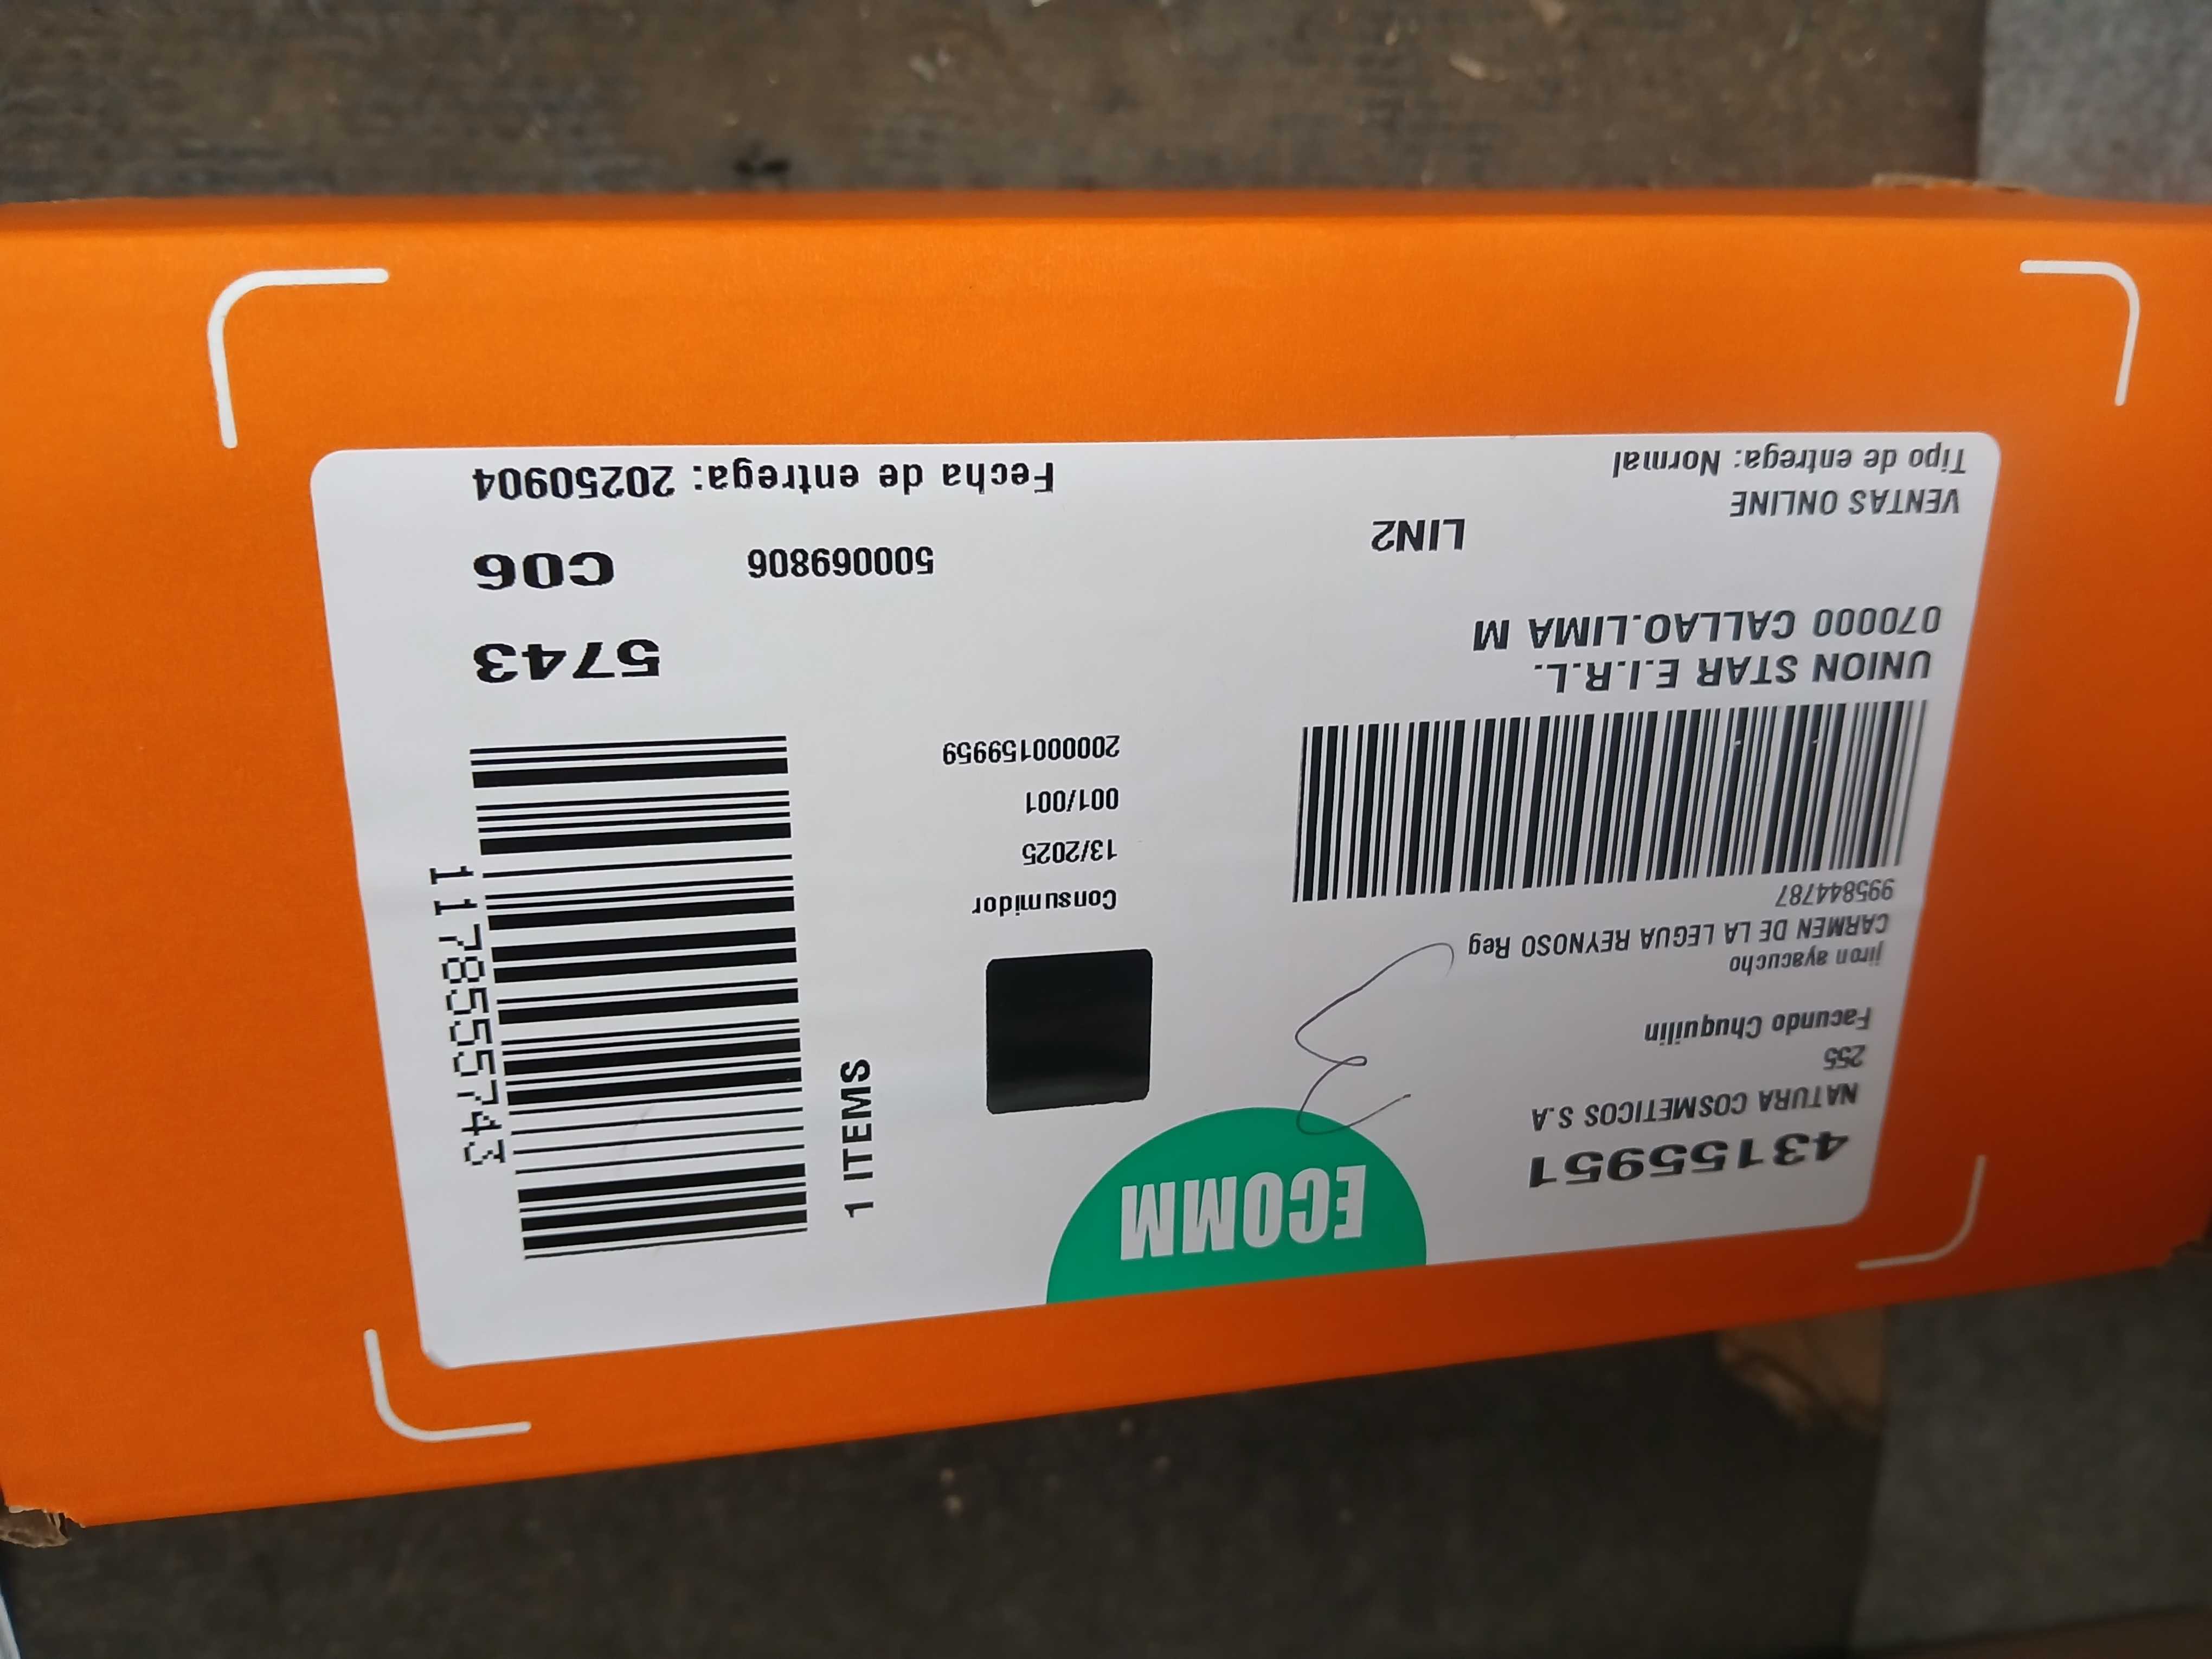 43155951
NATURA COSMETICOS S.A
255
Facundo Chuquilin
jiron ayacucho
CARMEN DE LA LEGUA REYNOSO Reg
995844787
UNION STAR E.I.R.L.
070000 CALLAO.LIMA M
LIN2
VENTAS ONLINE
Tipo de entrega: Normal
ECOMM
Consumidor
13/2025
001/001
200000159959
1 ITEMS
1178555743
5743
500069806
C06
Fecha de entrega: 20250904